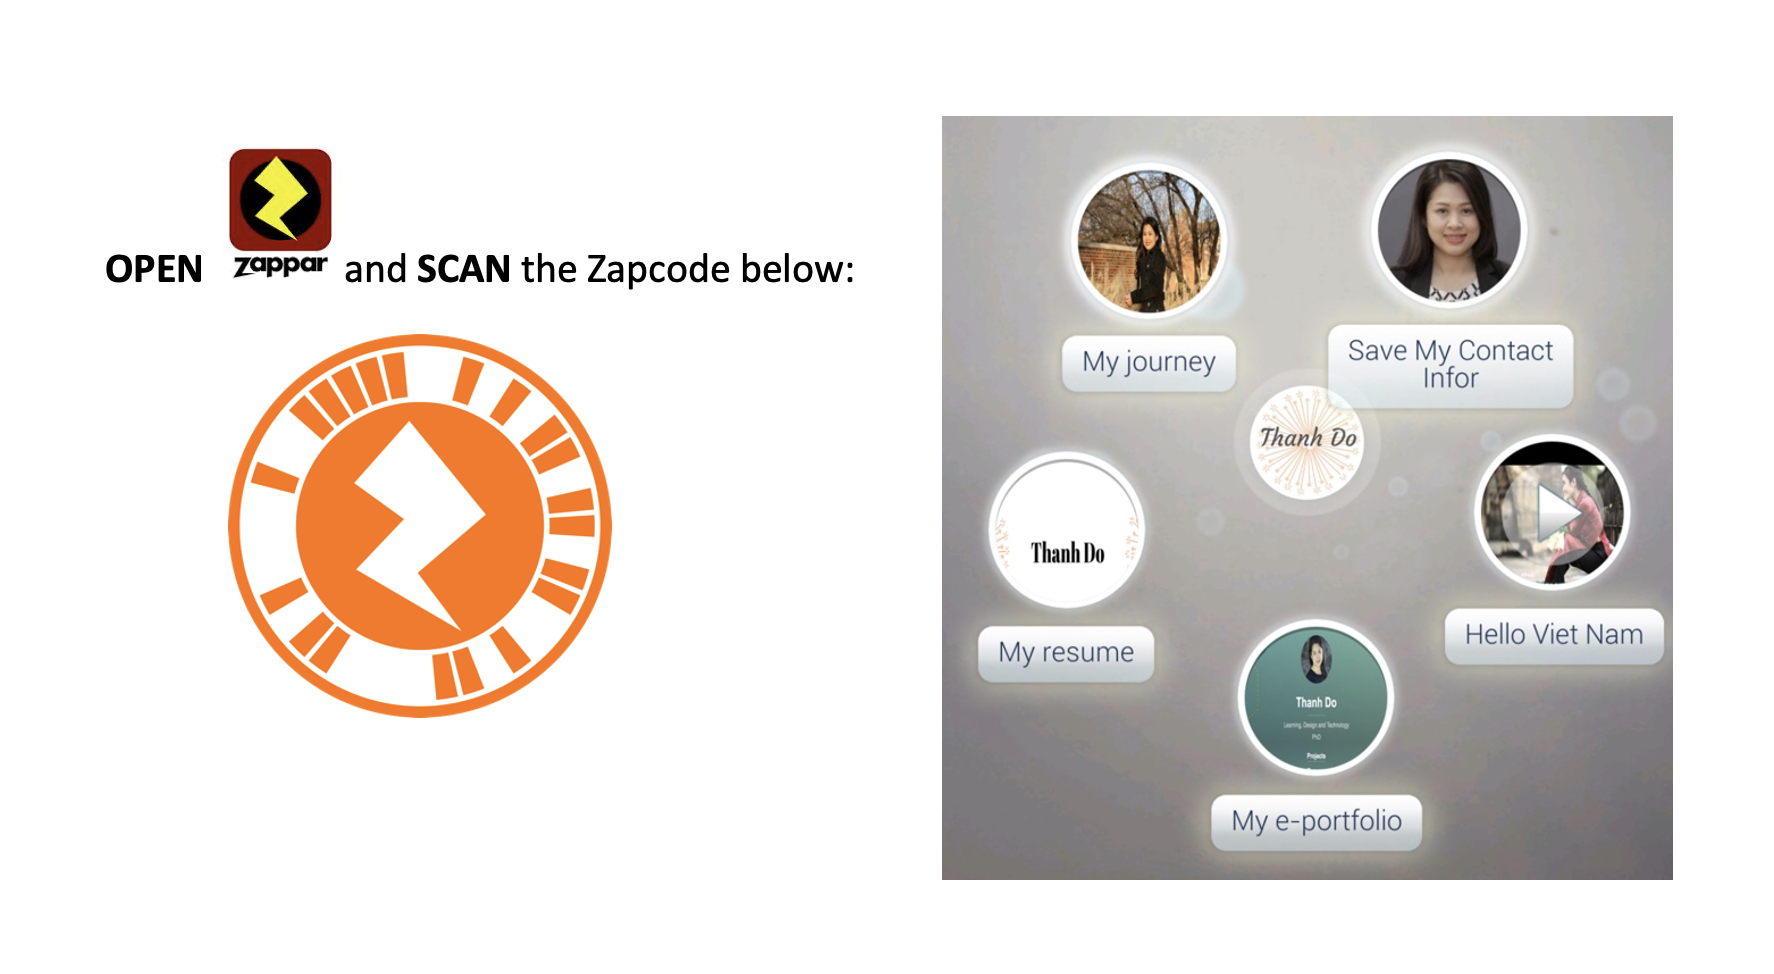 zappar
OPEN and SCAN the Zapcode below:
My journey
Save My Contact
Infor
Thanh Do
Thanh Do
My resume
Hello Viet Nam
Thanh Do
Learning, Design and Technology
PhD
Projects
My e-portfolio